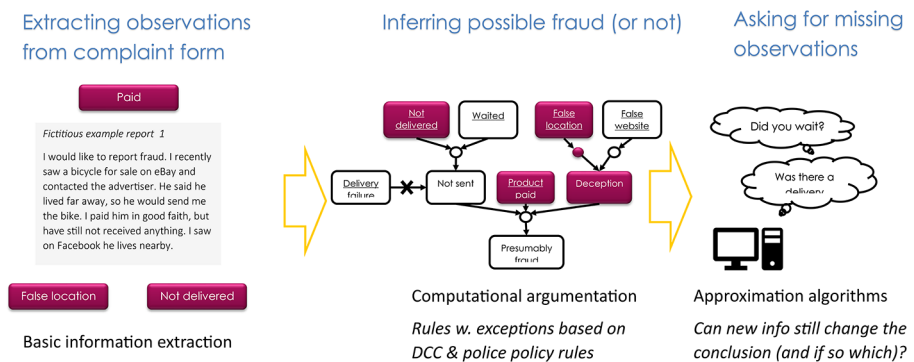 Extracting observations
from complaint form
Paid
Fictitious example report 1
I would like to report fraud. I recently
saw a bicycle for sale on eBay and
contacted the advertiser. He said he
lived far away, so he would send me
the bike. I paid him in good faith, but
have still not received anything. I saw
on Facebook he lives nearby.
False location
Not delivered
Basic information extraction
Inferring possible fraud (or not)
Not
delivered
Waited
False
location
False
website
Delivery
failure
Not sent
Product
paid
Deception
Presumably
fraud
Computational argumentation
Rules w. exceptions based on
DCC & police policy rules
Asking for missing
observations
Did you wait?
Was there a
delivery
Approximation algorithms
Can new info still change the
conclusion (and if so which)?